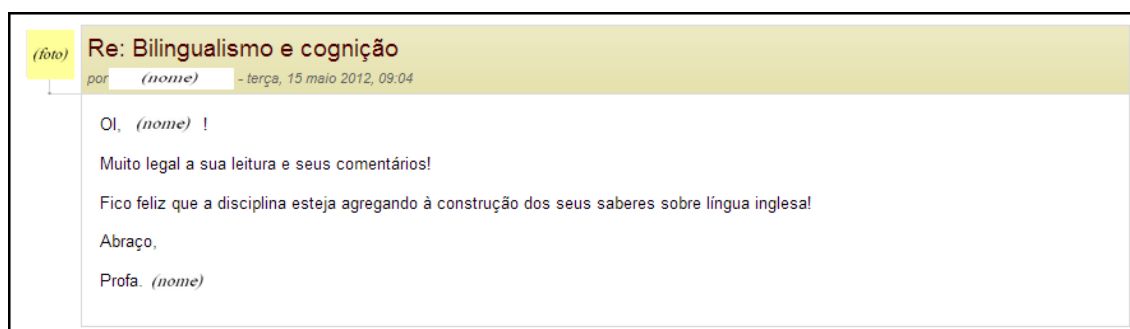 (foto)
Re: Bilingualismo e cognição
por (nome) - terça, 15 maio 2012, 09:04
OI, (nome) !
Muito legal a sua leitura e seus comentários!
Fico feliz que a disciplina esteja agregando à construção dos seus saberes sobre língua inglesa!
Abraço,
Profa. (nome)